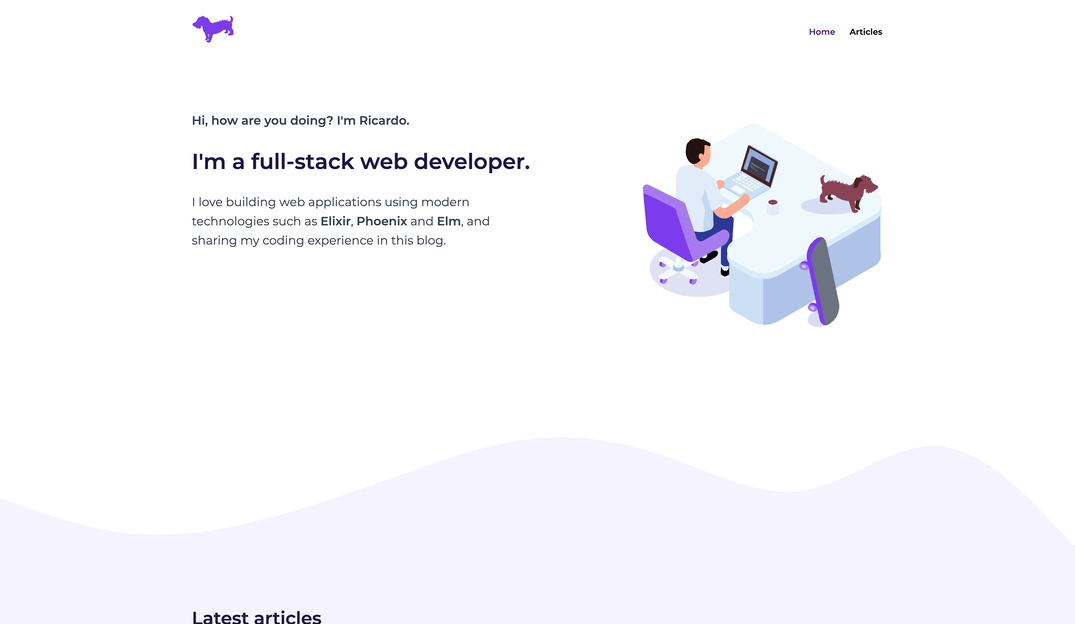 Home
Articles
Hi, how are you doing? I'm Ricardo.
I'm a full-stack web developer.
I love building web applications using modern
technologies such as Elixir, Phoenix and Elm, and
sharing my coding experience in this blog.
Latest articles